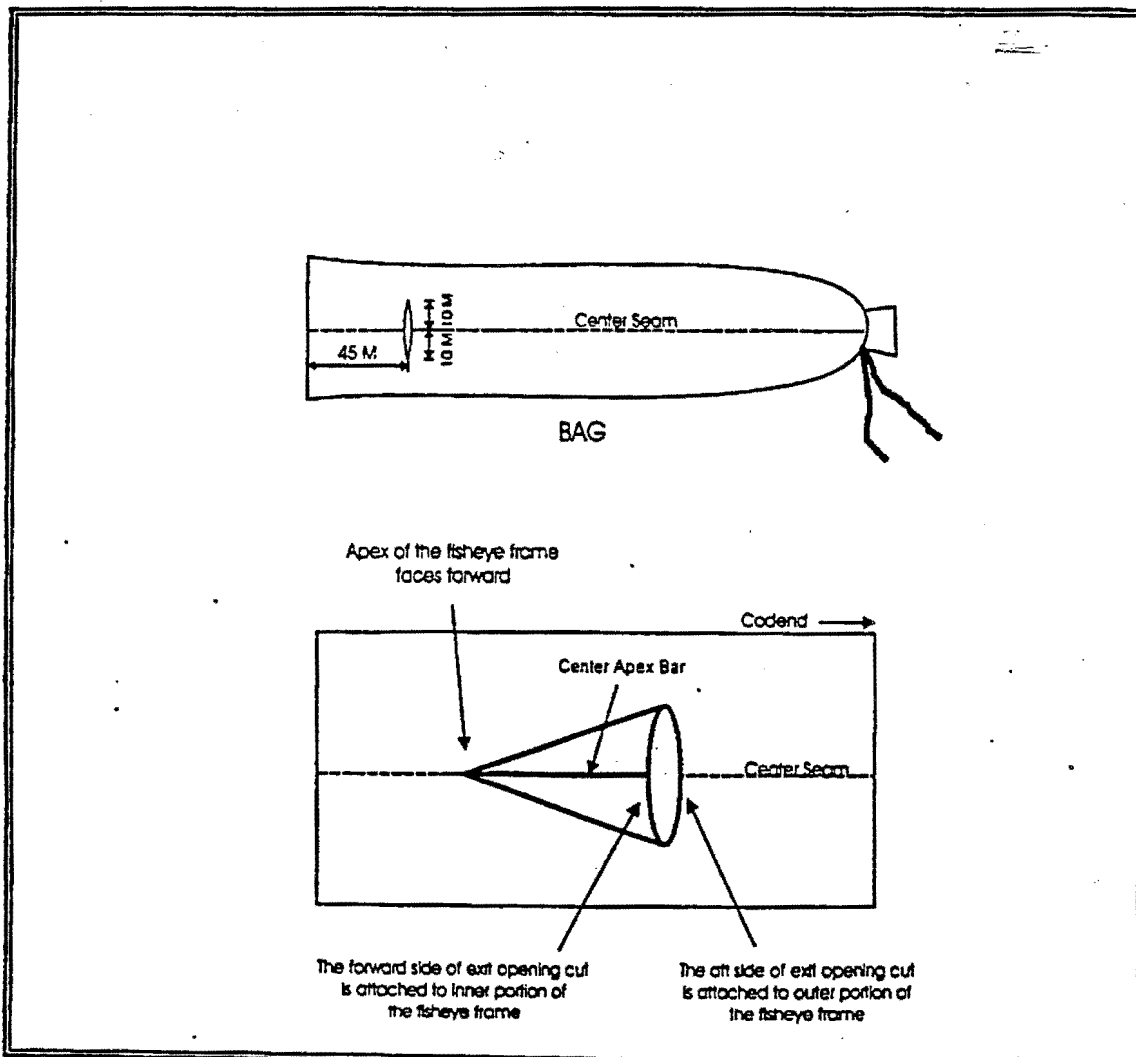 Center Seam
10 M
10 M
45 M
BAG
Apex of the fisheye frame
faces forward
Codend
Center Apex Bar
Center Seam
The forward side of exit opening cut
is attached to inner portion of
the fisheye frame
The aft side of exit opening cut
is attached to outer portion of
the fisheye frame